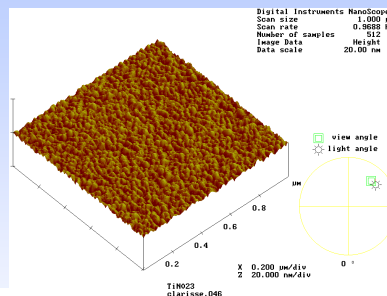 Digital Instruments NanoScope
Scan size 1.000
Scan rate 0.9688
Number of samples 512
Image Data Height
Data scale 20.00 nm
view angle
light angle
µm
0.8
0.6
0.4
0.2
X 0.200 µm/div
Z 20.000 nm/div
0 °
TiN023
clarisse.046